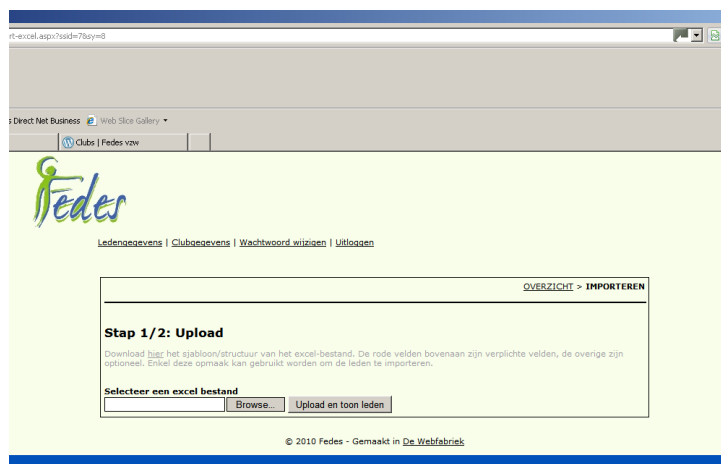 rt-excel.aspx?ssid=7&sy=8
s Direct Net Business Web Slice Gallery
Clubs | Fedes vzw
Fedes
Ledengegevens | Clubgegevens | Wachtwoord wijzigen | Uitloggen
OVERZICHT > IMPORTEREN
Stap 1/2: Upload
Download hier het sjabloon/structuur van het excel-bestand. De rode velden bovenaan zijn verplichte velden, de overige zijn
optioneel. Enkel deze opmaak kan gebruikt worden om de leden te importeren.
Selecteer een excel bestand
Browse... Upload en toon leden
© 2010 Fedes - Gemaakt in De Webfabriek